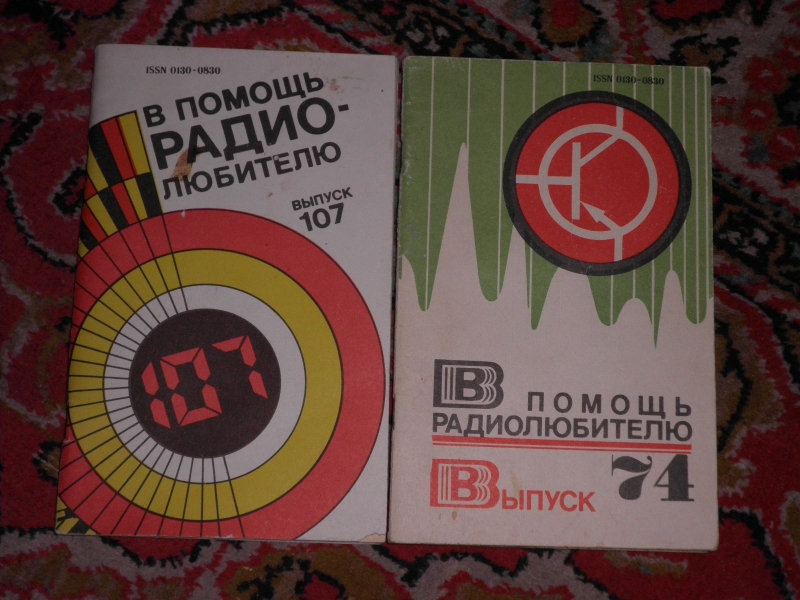 ISSN 0130-0830
В ПОМОЩЬ
РАДИО-
ЛЮБИТЕЛЮ
ВЫПУСК
107
107
ISSN 0130-0830
В ПОМОЩЬ
РАДИОЛЮБИТЕЛЮ
ВЫПУСК 74